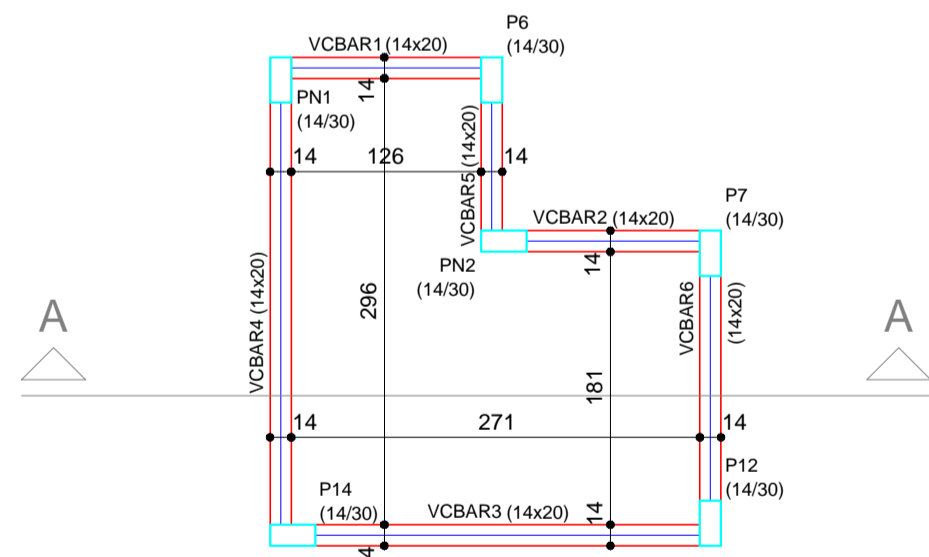 P6
(14/30)
VCBAR1 (14x20)
14
PN1
(14/30)
14
126
14
VCBAR5 (14x20)
P7
(14/30)
VCBAR2 (14x20)
14
PN2
(14/30)
296
VCBAR4 (14x20)
VCBAR6
(14x20)
A
A
181
14
271
14
P12
(14/30)
P14
(14/30)
VCBAR3 (14x20)
14
4